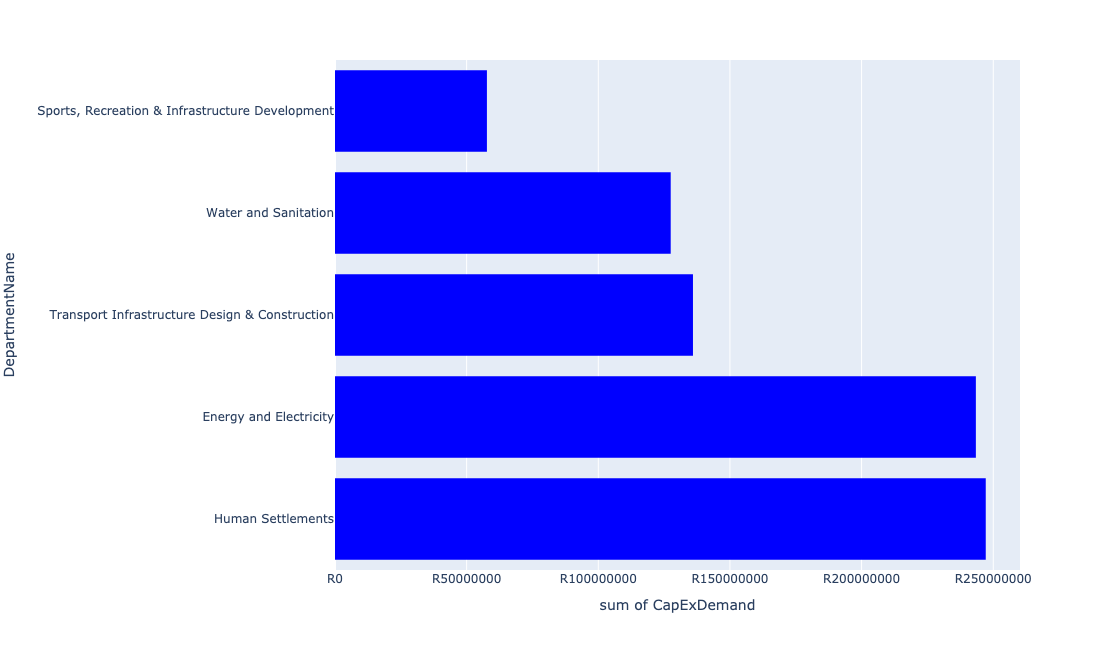 Sports, Recreation & Infrastructure Development
Water and Sanitation
Transport Infrastructure Design & Construction
Energy and Electricity
Human Settlements
DepartmentName
R0 R50000000 R100000000 R150000000 R200000000 R250000000
sum of CapExDemand